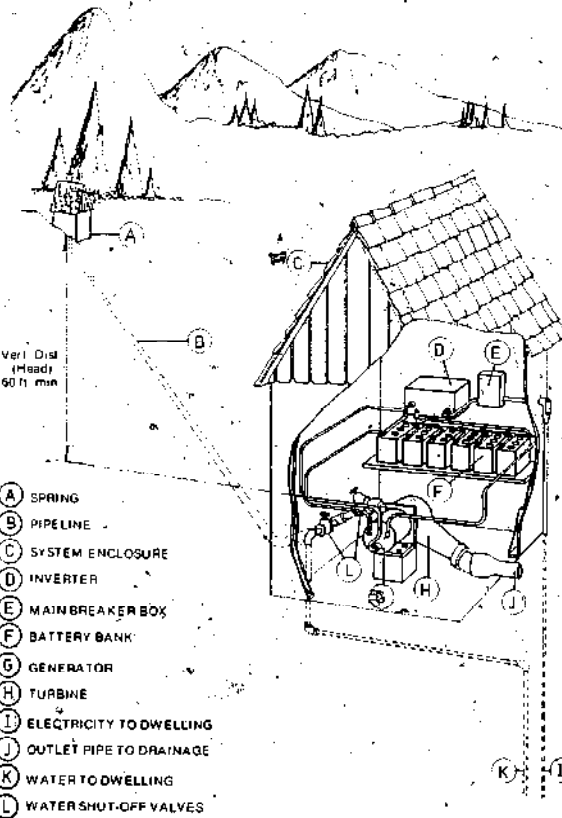 A
C
B
Vert Dist
(Head)
60 ft min
D
E
F
A SPRING
B PIPELINE
C SYSTEM ENCLOSURE
D INVERTER
E MAIN BREAKER BOX
F BATTERY BANK
G GENERATOR
H TURBINE
I ELECTRICITY TO DWELLING
J OUTLET PIPE TO DRAINAGE
K WATER TO DWELLING
L WATER SHUT-OFF VALVES
L
G
H
J
K
I